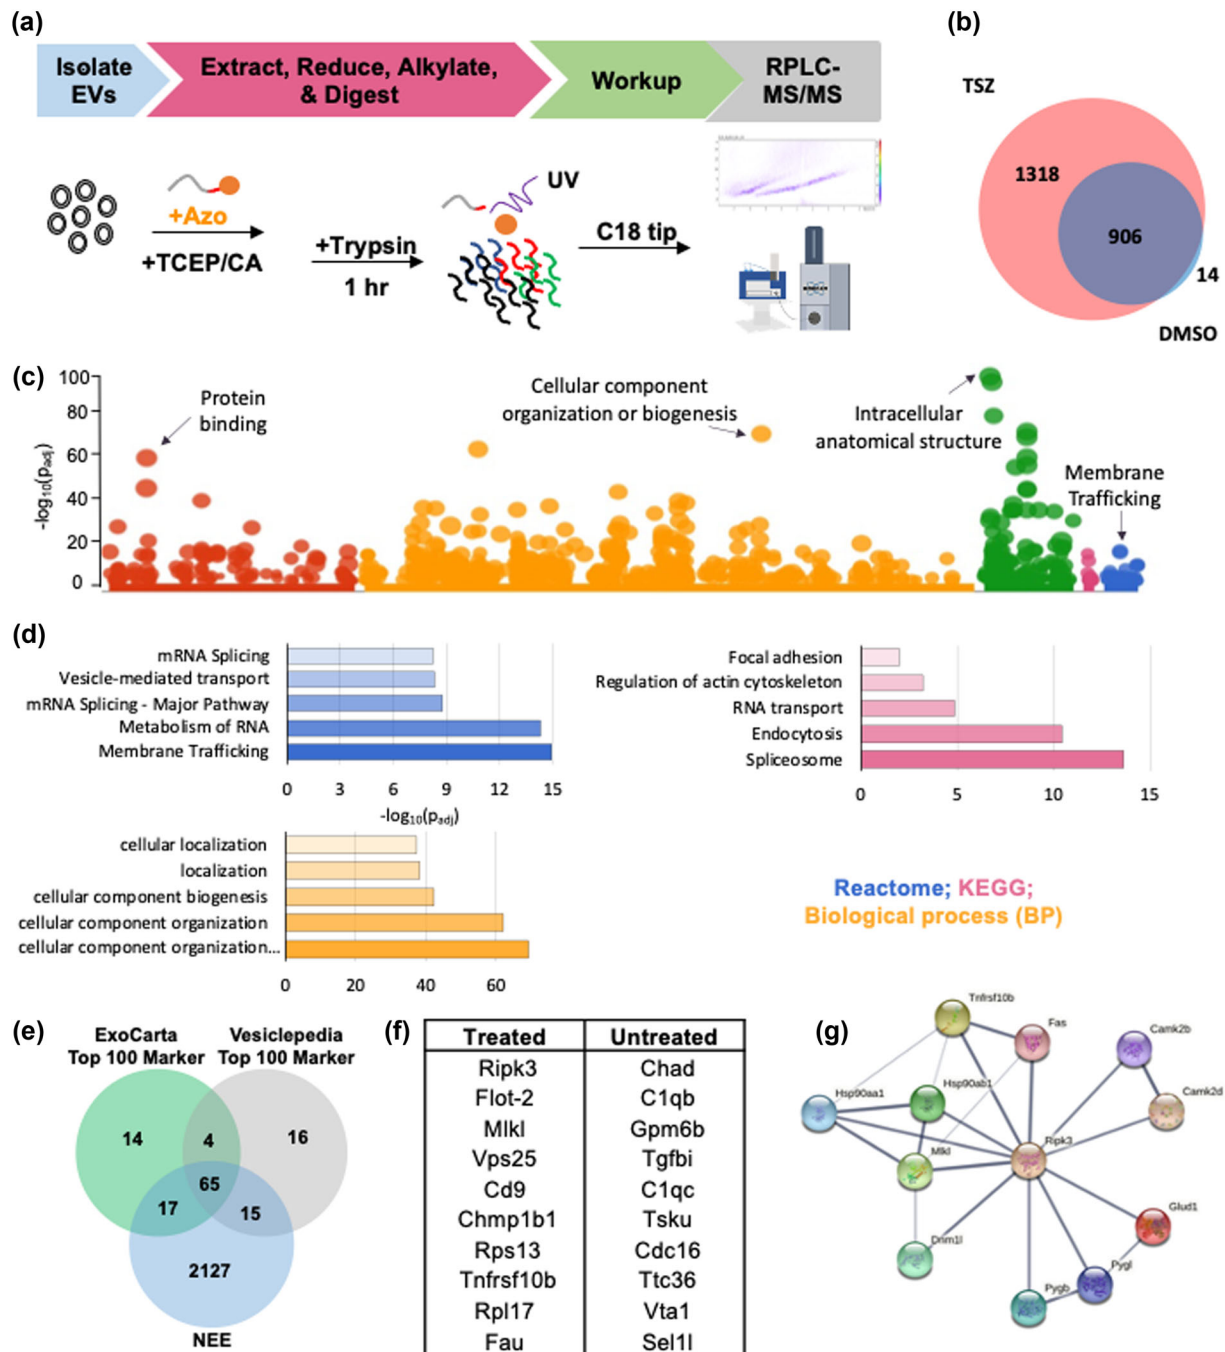 (a)
Isolate
EVs
Extract, Reduce, Alkylate,
& Digest
Workup
RPLC-
MS/MS
+Azo
+TCEP/CA
+Trypsin
1 hr
UV
C18 tip
(b)
TSZ
1318
906
14
DMSO
(c)
-log10(padj)
100
80
60
40
20
0
Protein
binding
Cellular component
organization or biogenesis
Intracellular
anatomical structure
Membrane
Trafficking
(d)
mRNA Splicing
Vesicle-mediated transport
mRNA Splicing - Major Pathway
Metabolism of RNA
Membrane Trafficking
0 3 6 9 12 15
-log10(padj)
Focal adhesion
Regulation of actin cytoskeleton
RNA transport
Endocytosis
Spliceosome
0 5 10 15
cellular localization
localization
cellular component biogenesis
cellular component organization
cellular component organization...
0 20 40 60
Reactome; KEGG;
Biological process (BP)
(e)
ExoCarta
Top 100 Marker
Vesiclepedia
Top 100 Marker
14
4
16
65
17
15
2127
NEE
(f)
Treated Untreated
Ripk3 Chad
Flot-2 C1qb
Mlkl Gpm6b
Vps25 Tgfbi
Cd9 C1qc
Chmp1b1 Tsku
Rps13 Cdc16
Tnfrsf10b Ttc36
Rpl17 Vta1
Fau Sel1l
(g)
Tnfrsf10b
Fas
Camk2b
Hsp90ab1
Hsp90aa1
Camk2d
Ripk3
Mlkl
Glud1
Dnm1l
Pygl
Pygb